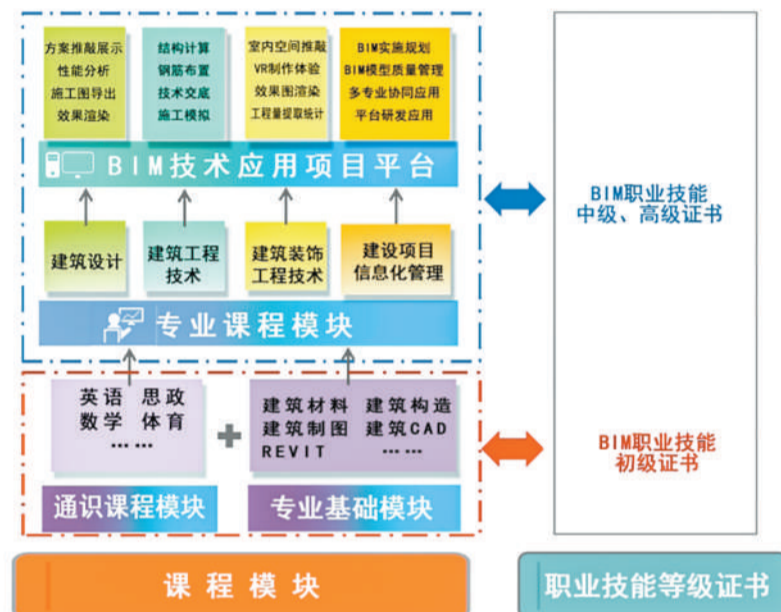 方案推敲展示
性能分析
施工图导出
效果渲染
结构计算
钢筋布置
技术交底
施工模拟
室内空间推敲
VR制作体验
效果图渲染
工程量提取统计
BIM实施规划
BIM模型质量管理
多专业协同应用
平台研发应用
BIM技术应用项目平台
建筑设计
建筑工程
技术
建筑装饰
工程技术
建设项目
信息化管理
专业课程模块
BIM职业技能
中级、高级证书
英语 思政
数学 体育
……
+
建筑材料 建筑构造
建筑制图 建筑CAD
REVIT ……
通识课程模块
专业基础模块
BIM职业技能
初级证书
课程模块
职业技能等级证书